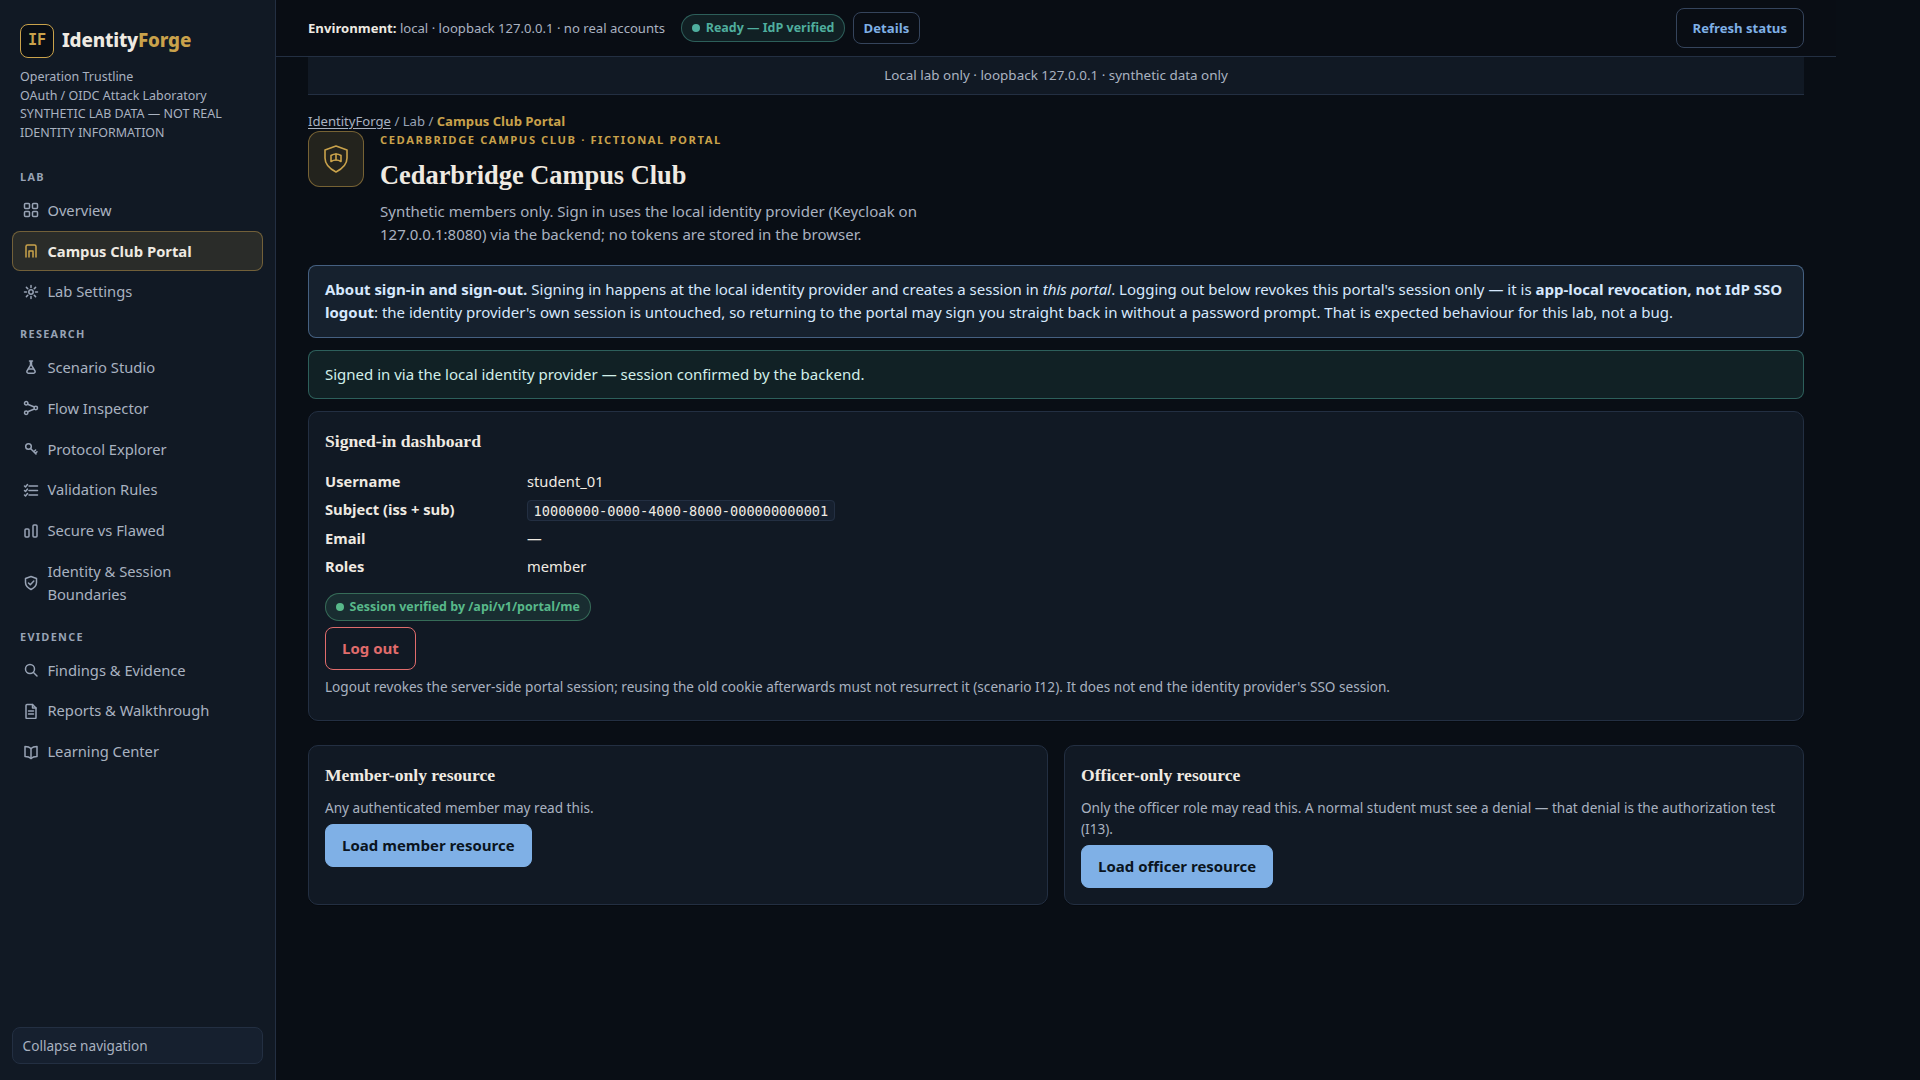 IF IdentityForge
Operation Trustline
OAuth / OIDC Attack Laboratory
SYNTHETIC LAB DATA — NOT REAL
IDENTITY INFORMATION
LAB
Overview
Campus Club Portal
Lab Settings
RESEARCH
Scenario Studio
Flow Inspector
Protocol Explorer
Validation Rules
Secure vs Flawed
Identity & Session
Boundaries
EVIDENCE
Findings & Evidence
Reports & Walkthrough
Learning Center
Collapse navigation
Environment: local · loopback 127.0.0.1 · no real accounts
Ready — IdP verified
Details
Refresh status
Local lab only · loopback 127.0.0.1 · synthetic data only
IdentityForge / Lab / Campus Club Portal
CEDARBRIDGE CAMPUS CLUB · FICTIONAL PORTAL
Cedarbridge Campus Club
Synthetic members only. Sign in uses the local identity provider (Keycloak on
127.0.0.1:8080) via the backend; no tokens are stored in the browser.
About sign-in and sign-out. Signing in happens at the local identity provider and creates a session in this portal. Logging out below revokes this portal's session only — it is app-local revocation, not IdP SSO
logout: the identity provider's own session is untouched, so returning to the portal may sign you straight back in without a password prompt. That is expected behaviour for this lab, not a bug.
Signed in via the local identity provider — session confirmed by the backend.
Signed-in dashboard
Username student_01
Subject (iss + sub) 10000000-0000-4000-8000-000000000001
Email —
Roles member
Session verified by /api/v1/portal/me
Log out
Logout revokes the server-side portal session; reusing the old cookie afterwards must not resurrect it (scenario I12). It does not end the identity provider's SSO session.
Member-only resource
Any authenticated member may read this.
Load member resource
Officer-only resource
Only the officer role may read this. A normal student must see a denial — that denial is the authorization test
(I13).
Load officer resource